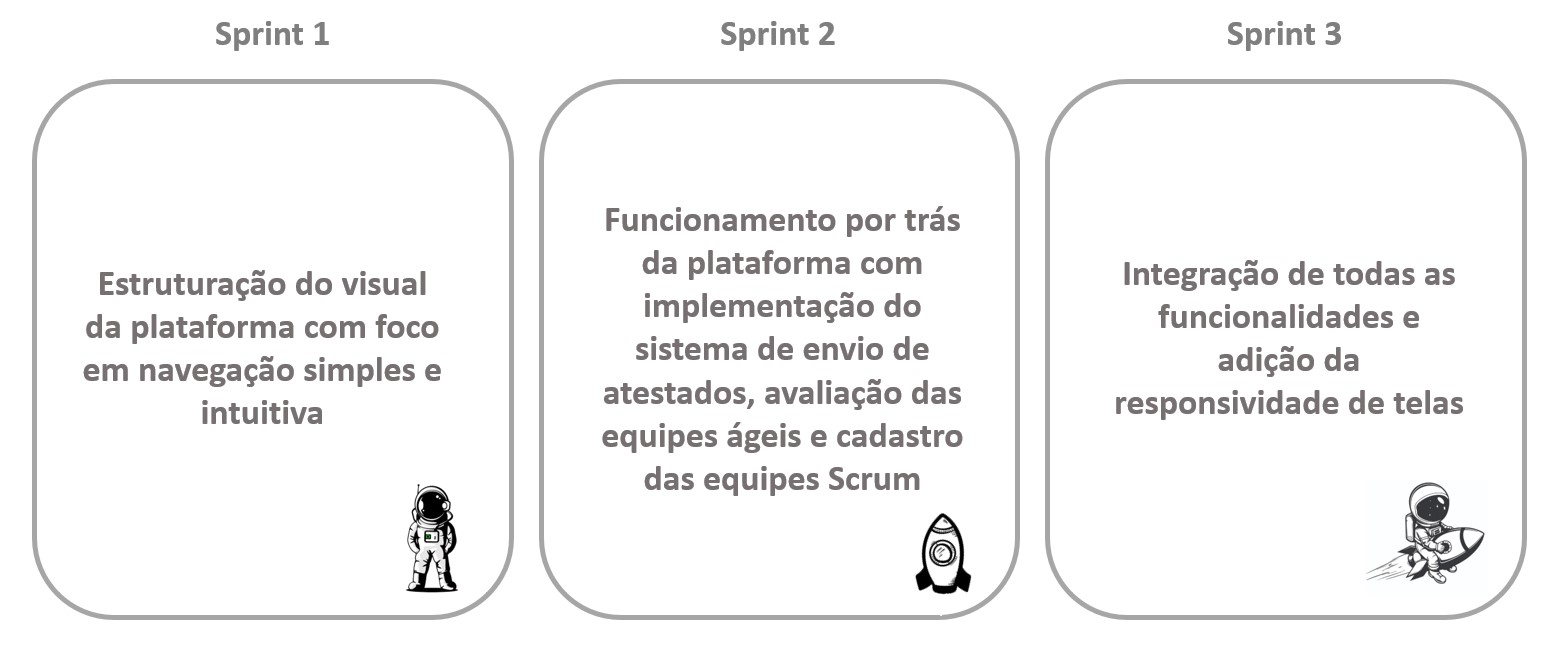 Sprint 1
Estruturação do visual
da plataforma com foco
em navegação simples e
intuitiva
Sprint 2
Funcionamento por trás
da plataforma com
implementação do
sistema de envio de
atestados, avaliação das
equipes ágeis e cadastro
das equipes Scrum
Sprint 3
Integração de todas as
funcionalidades e
adição da
responsividade de telas